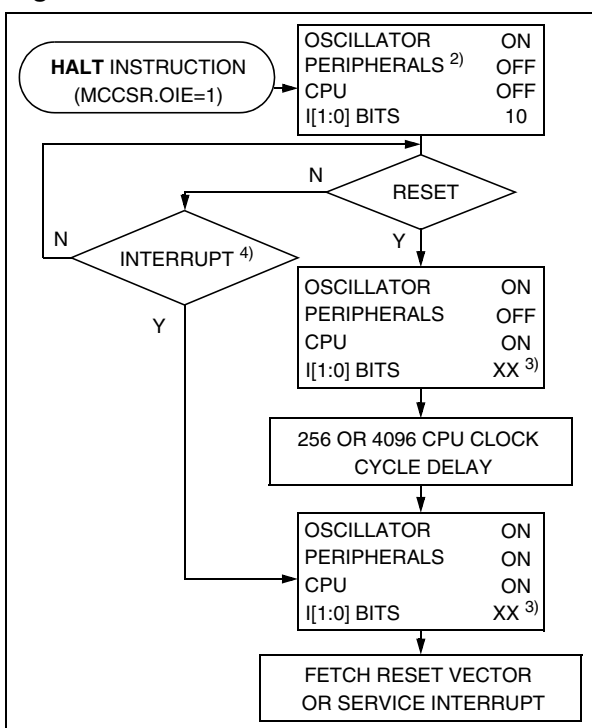 HALT INSTRUCTION
(MCCSR.OIE=1)
OSCILLATOR ON
PERIPHERALS 2) OFF
CPU OFF
I[1:0] BITS 10
RESET
N
Y
INTERRUPT 4)
N
Y
OSCILLATOR ON
PERIPHERALS OFF
CPU ON
I[1:0] BITS XX 3)
256 OR 4096 CPU CLOCK
CYCLE DELAY
OSCILLATOR ON
PERIPHERALS ON
CPU ON
I[1:0] BITS XX 3)
FETCH RESET VECTOR
OR SERVICE INTERRUPT